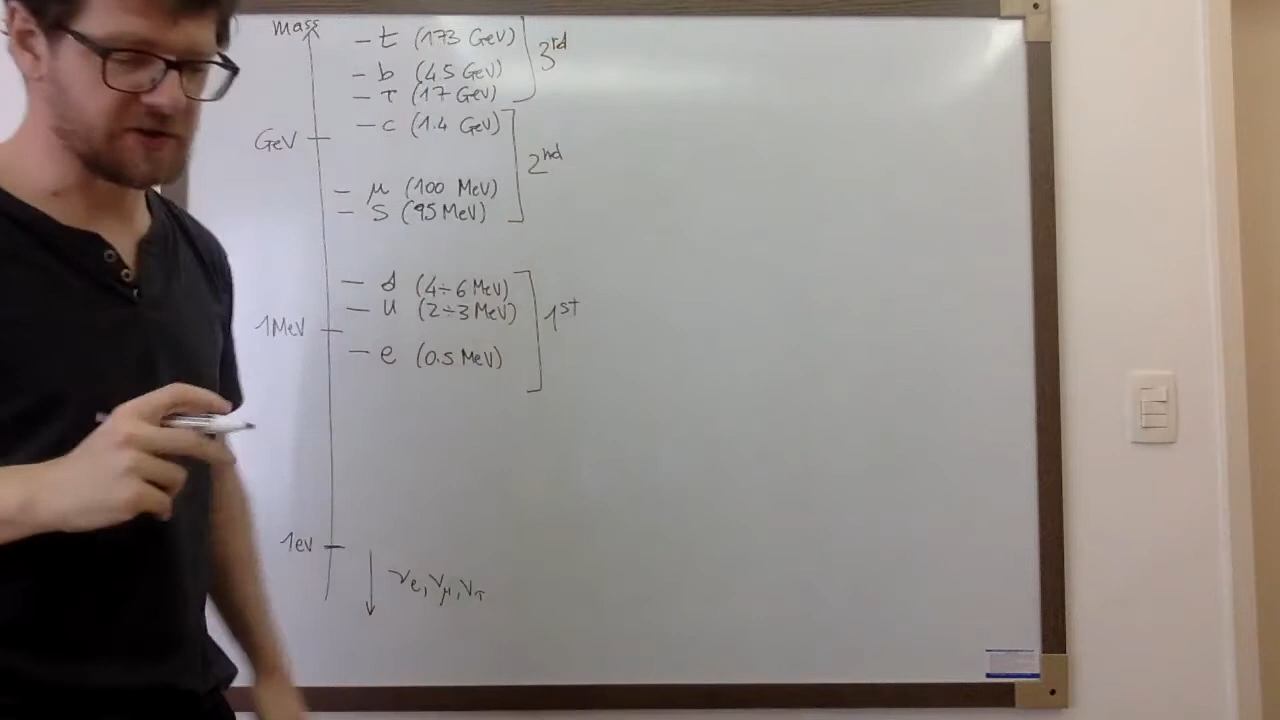 mass
t (173 GeV)
3rd
b (4.5 GeV)
τ (1.7 GeV)
c (1.4 GeV)
GeV
2nd
μ (100 MeV)
s (95 MeV)
d (4÷6 MeV)
u (2÷3 MeV)
1st
1MeV
e (0.5 MeV)
1eV
νe, νμ, ντ